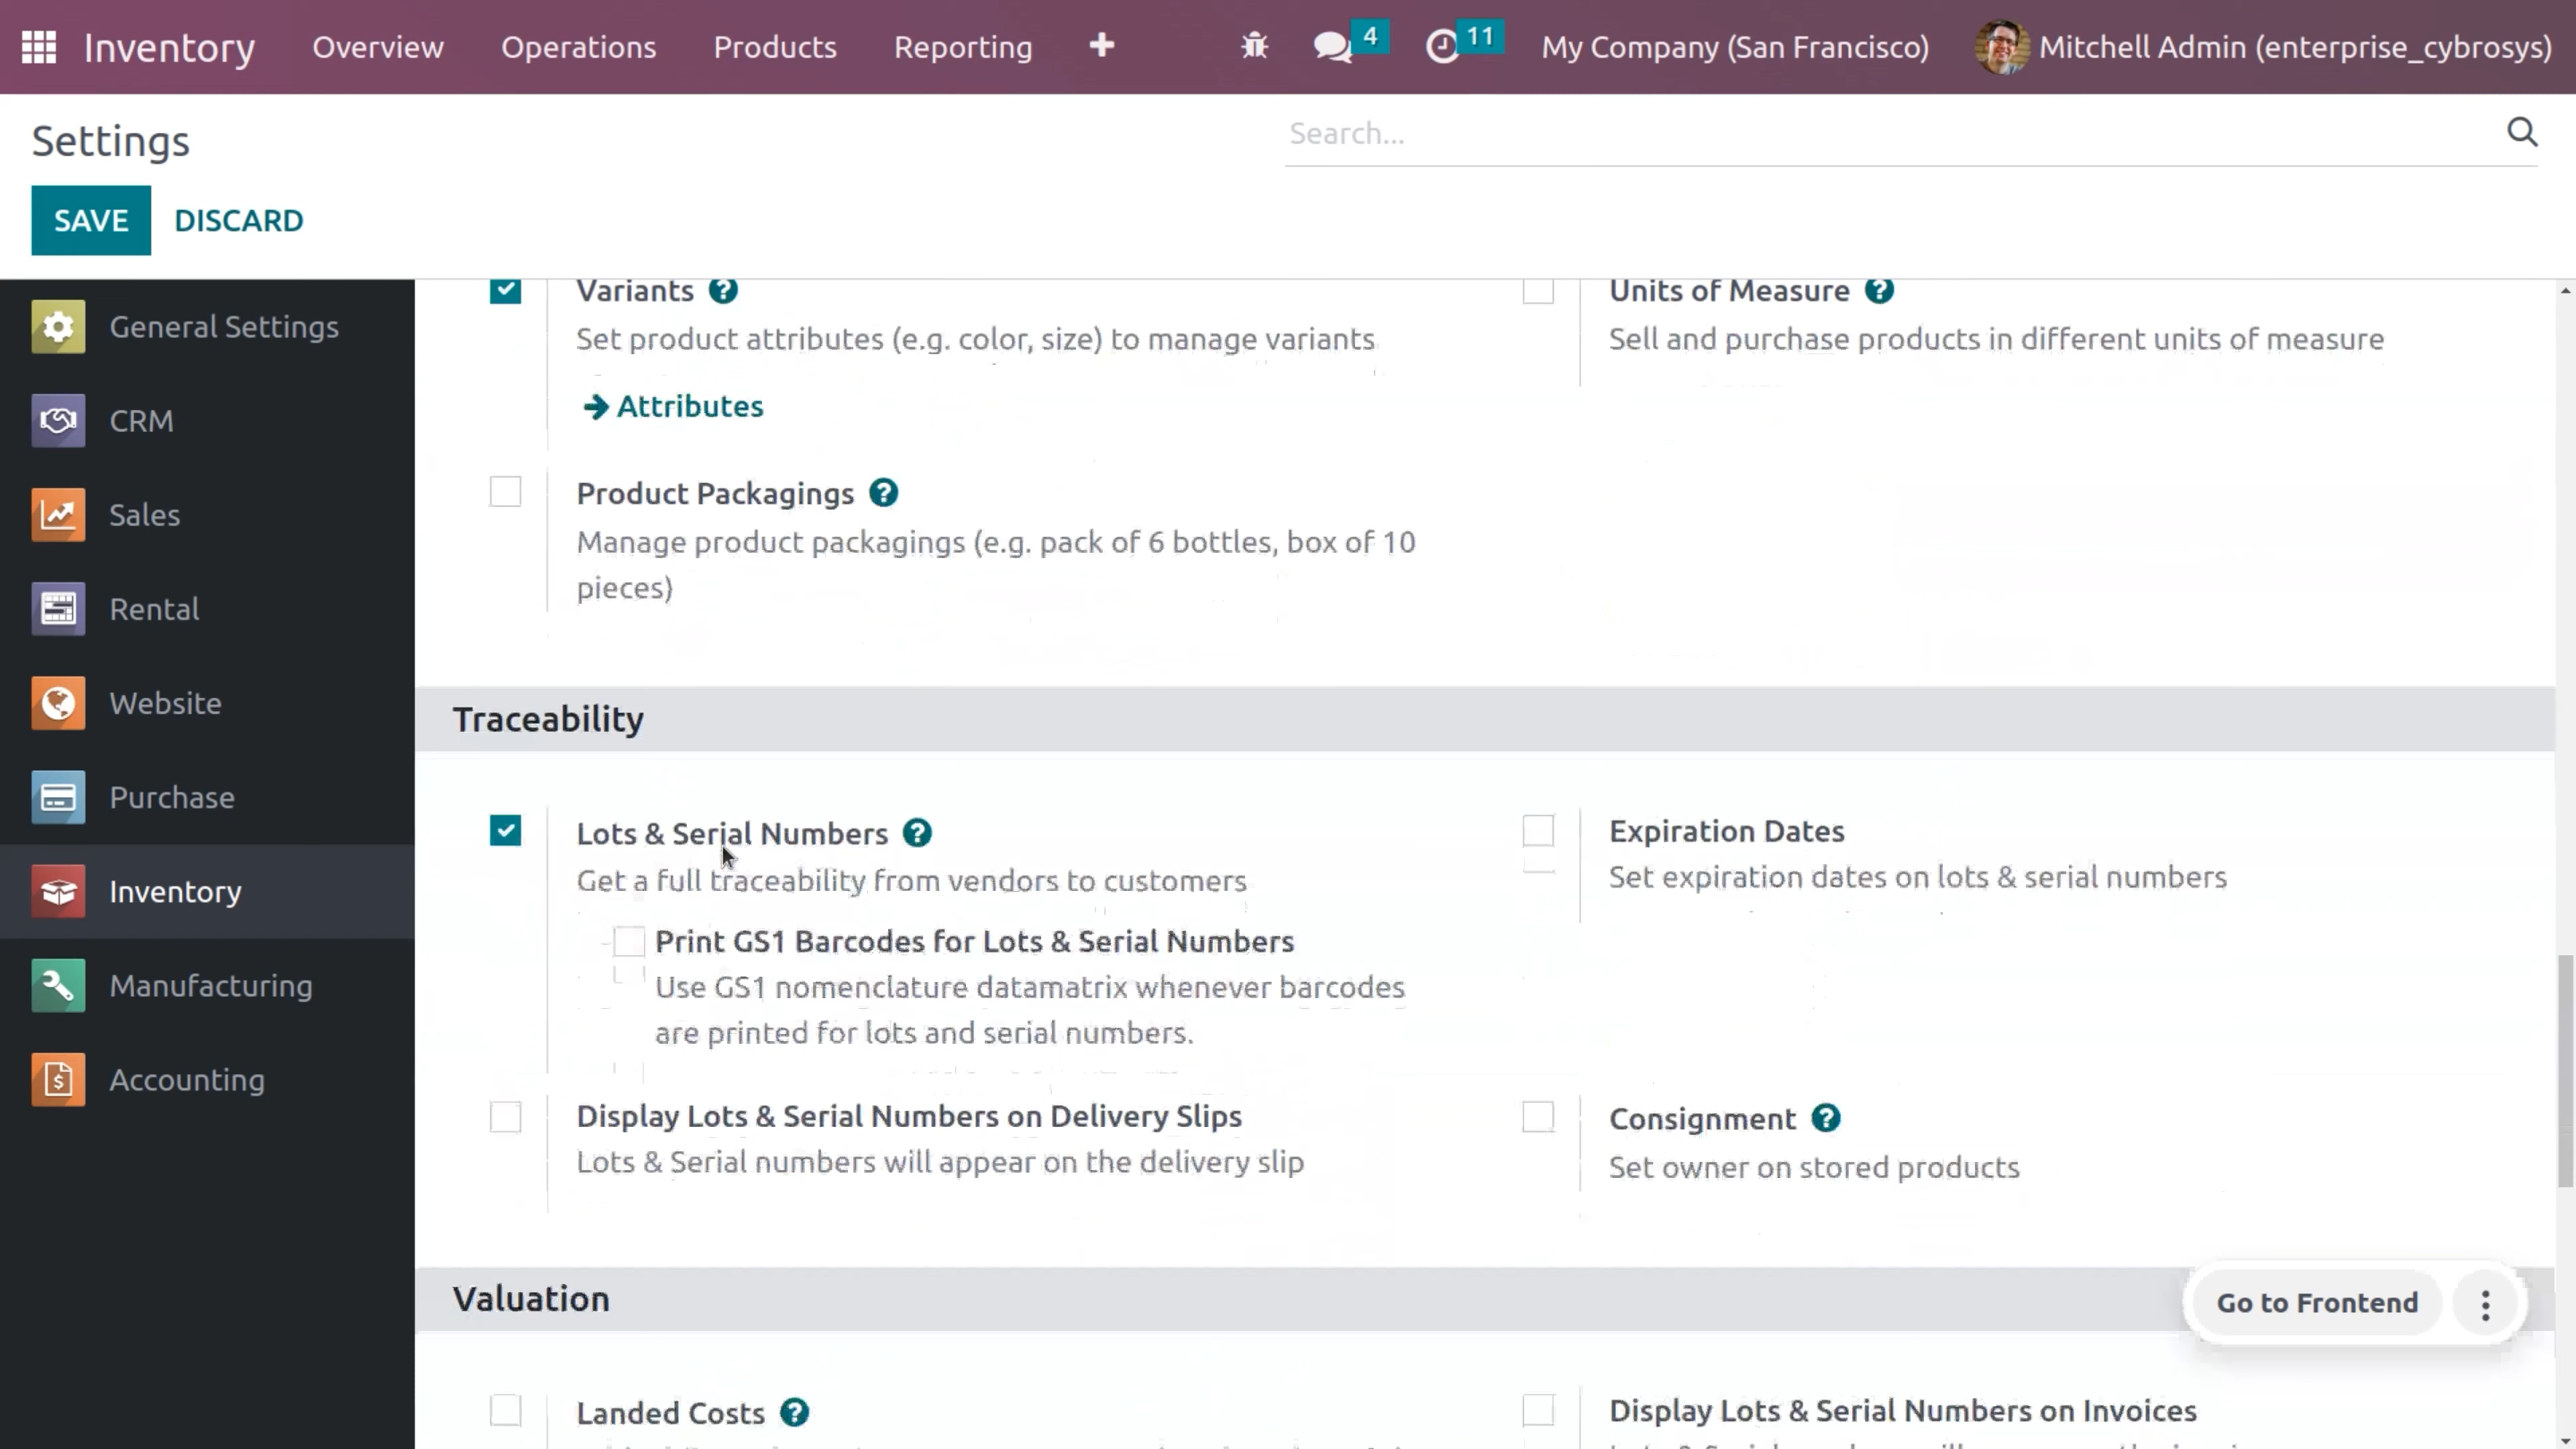 Inventory Overview Operations Products Reporting 4 11 My Company (San Francisco) Mitchell Admin (enterprise_cybrosys)
Settings
Search...
SAVE DISCARD
General Settings
CRM
Sales
Rental
Website
Purchase
Inventory
Manufacturing
Accounting
Variants
Set product attributes (e.g. color, size) to manage variants
Attributes
Units of Measure
Sell and purchase products in different units of measure
Product Packagings
Manage product packagings (e.g. pack of 6 bottles, box of 10
pieces)
Traceability
Lots & Serial Numbers
Get a full traceability from vendors to customers
Print GS1 Barcodes for Lots & Serial Numbers
Use GS1 nomenclature datamatrix whenever barcodes
are printed for lots and serial numbers.
Expiration Dates
Set expiration dates on lots & serial numbers
Display Lots & Serial Numbers on Delivery Slips
Lots & Serial numbers will appear on the delivery slip
Consignment
Set owner on stored products
Valuation
Go to Frontend
Landed Costs
Display Lots & Serial Numbers on Invoices